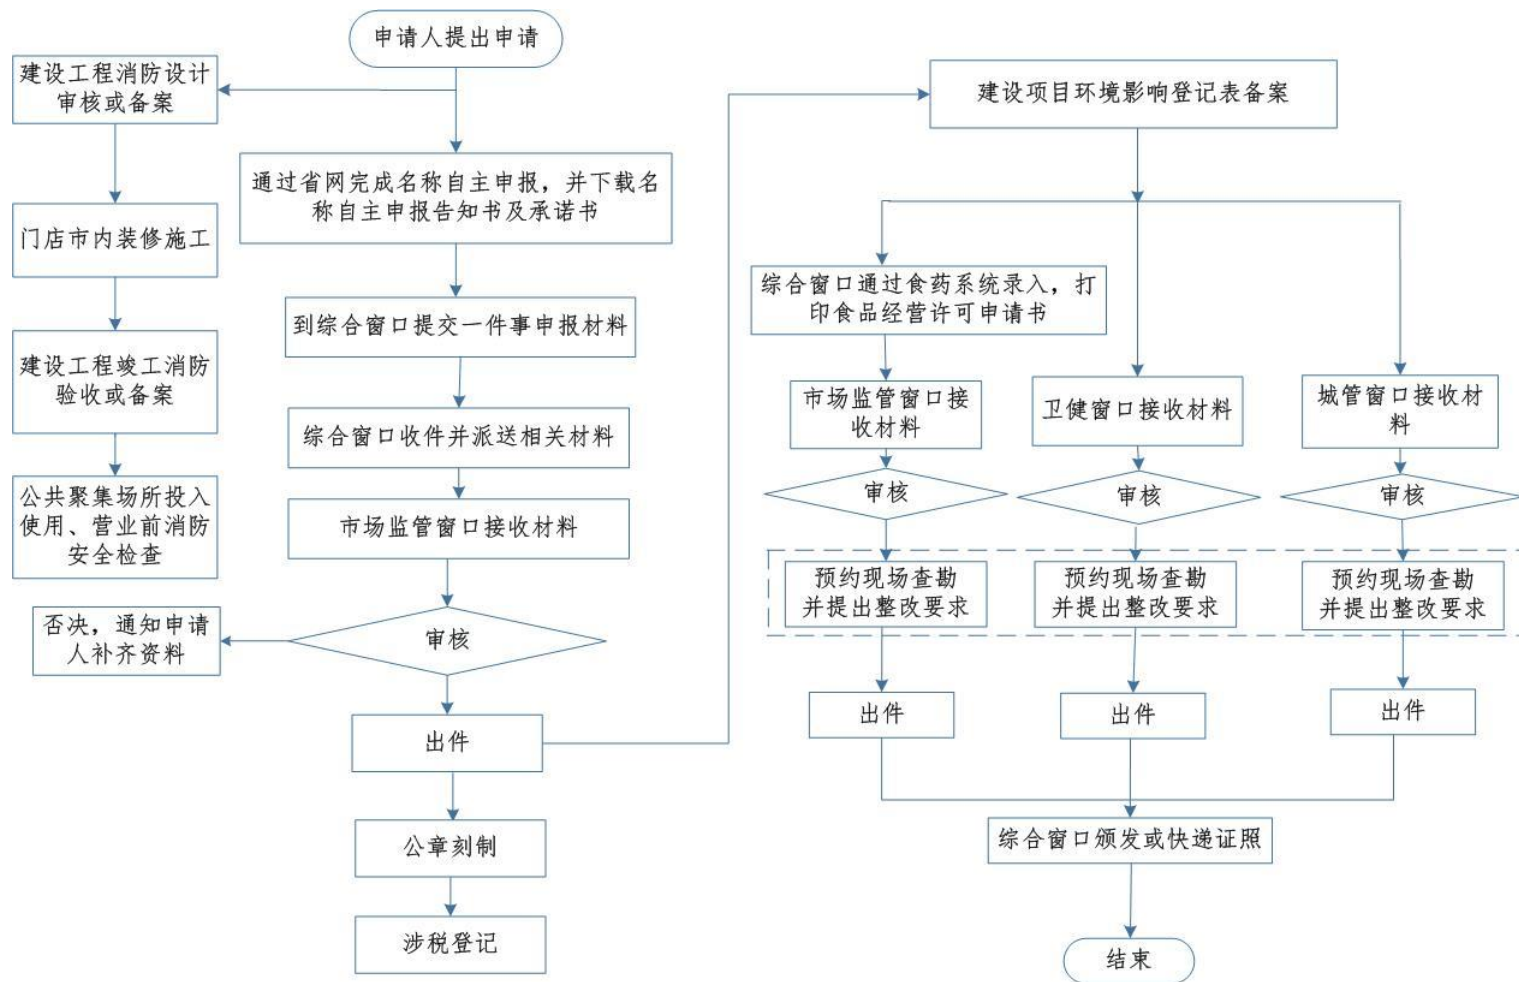 申请人提出申请
建设工程消防设计
审核或备案
门店市内装修施工
建设工程竣工消防
验收或备案
公共聚集场所投入
使用、营业前消防
安全检查
通过省网完成名称自主申报，并下载名
称自主申报告知书及承诺书
到综合窗口提交一件事申报材料
综合窗口收件并派送相关材料
市场监管窗口接收材料
审核
否决，通知申请
人补齐资料
出件
公章刻制
涉税登记
建设项目环境影响登记表备案
综合窗口通过食药系统录入，打
印食品经营许可申请书
市场监管窗口接
收材料
审核
预约现场查勘
并提出整改要求
出件
卫健窗口接收材料
审核
预约现场查勘
并提出整改要求
出件
城管窗口接收材
料
审核
预约现场查勘
并提出整改要求
出件
综合窗口颁发或快递证照
结束